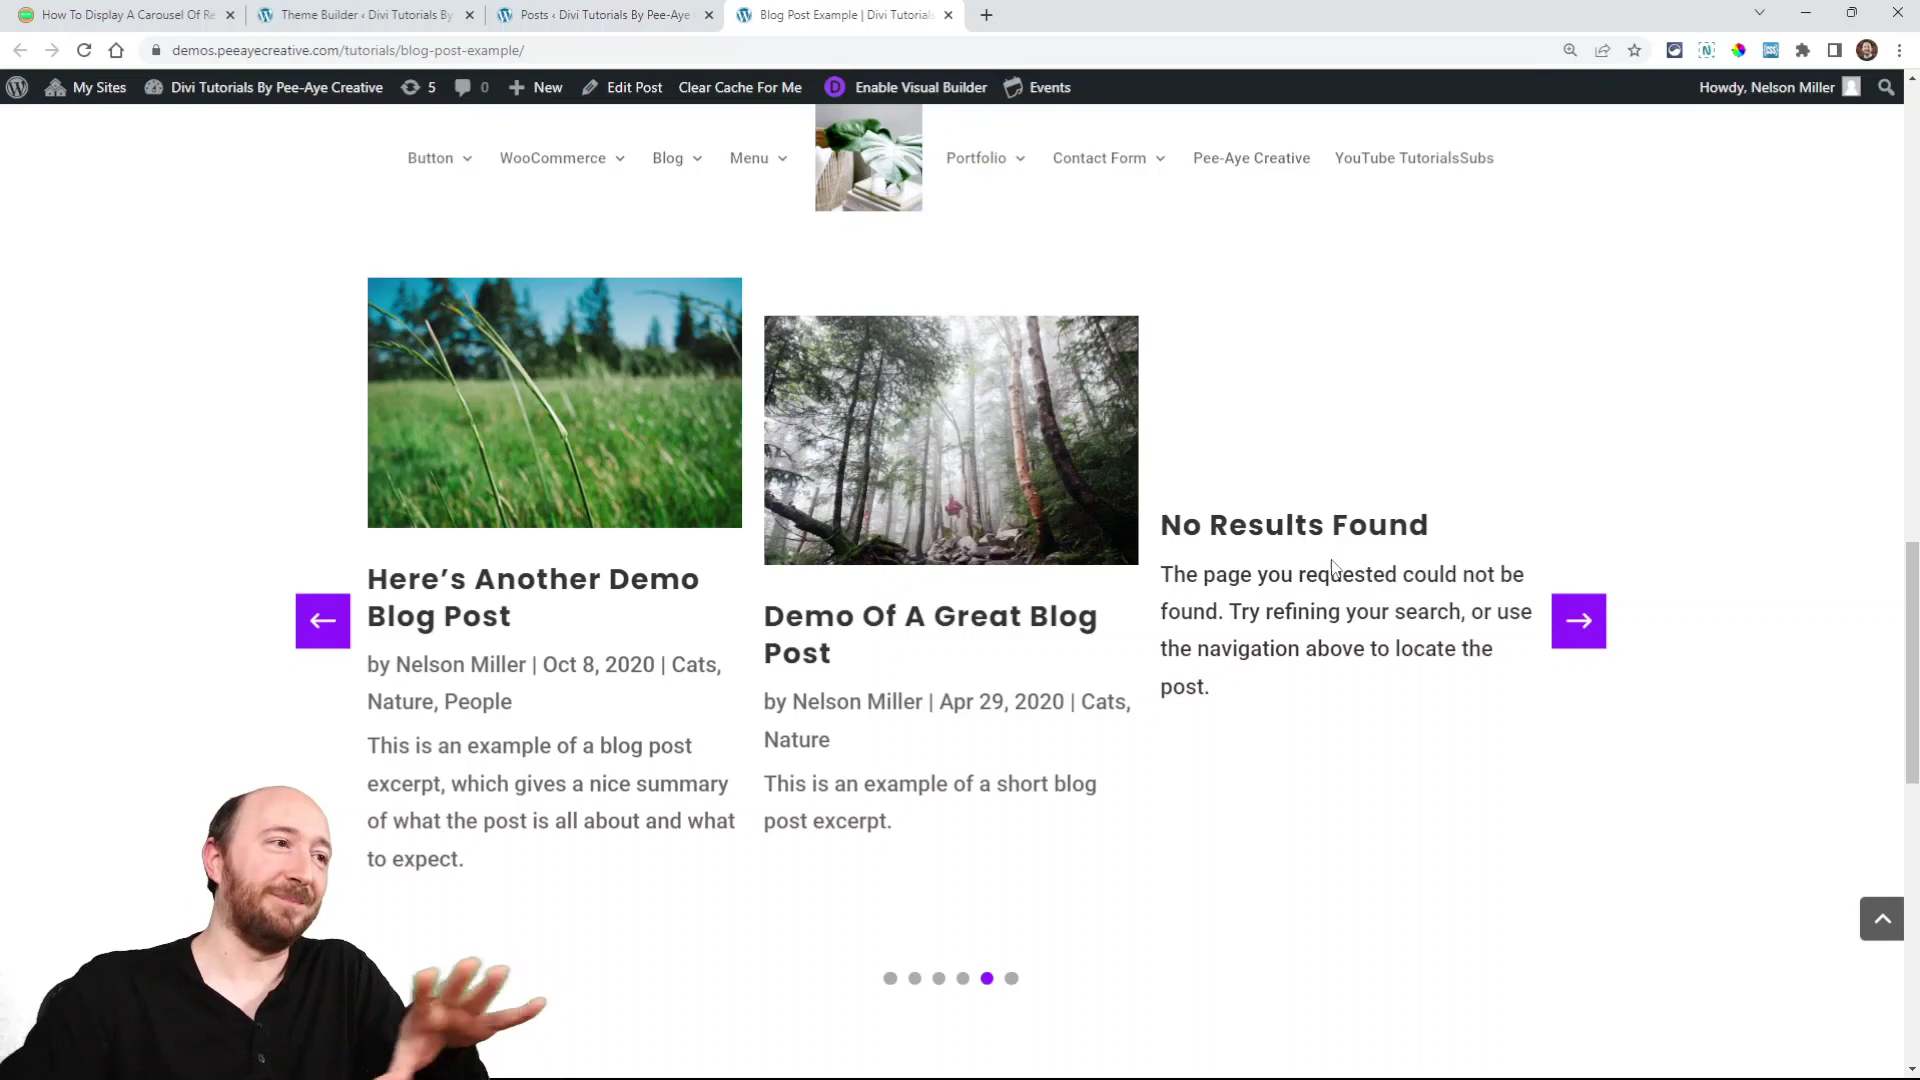 How To Display A Carousel Of Re
Theme Builder ‹ Divi Tutorials By
Posts ‹ Divi Tutorials By Pee-Aye
Blog Post Example | Divi Tutorials
demos.peeayecreative.com/tutorials/blog-post-example/
My Sites
Divi Tutorials By Pee-Aye Creative
5
0
New
Edit Post
Clear Cache For Me
D
Enable Visual Builder
Events
Howdy, Nelson Miller
Button
WooCommerce
Blog
Menu
Portfolio
Contact Form
Pee-Aye Creative
YouTube TutorialsSubs
Here's Another Demo
Blog Post
by Nelson Miller | Oct 8, 2020 | Cats,
Nature, People
This is an example of a blog post
excerpt, which gives a nice summary
of what the post is all about and what
to expect.
Demo Of A Great Blog
Post
by Nelson Miller | Apr 29, 2020 | Cats,
Nature
This is an example of a short blog
post excerpt.
No Results Found
The page you requested could not be
found. Try refining your search, or use
the navigation above to locate the
post.